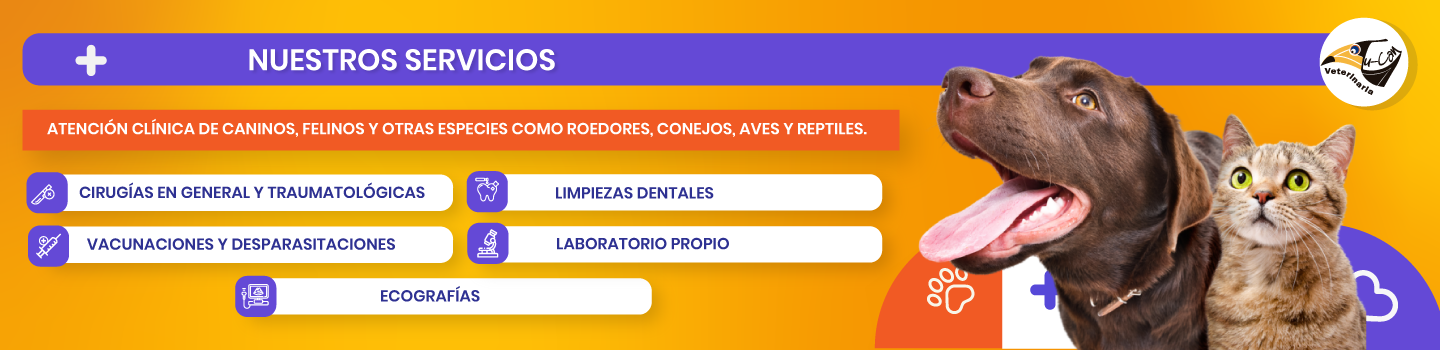 NUESTROS SERVICIOS
u-Can
Veterinaria
ATENCIÓN CLÍNICA DE CANINOS, FELINOS Y OTRAS ESPECIES COMO ROEDORES, CONEJOS, AVES Y REPTILES.
CIRUGÍAS EN GENERAL Y TRAUMATOLÓGICAS
LIMPIEZAS DENTALES
VACUNACIONES Y DESPARASITACIONES
LABORATORIO PROPIO
ECOGRAFÍAS